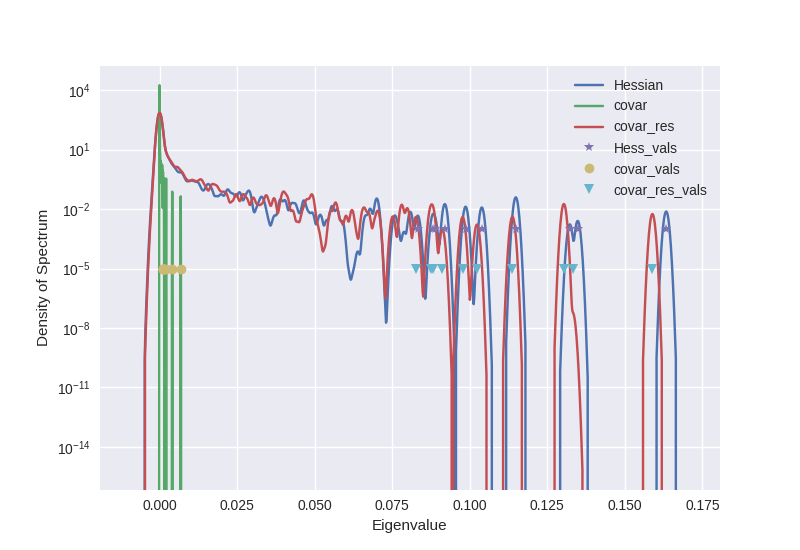 10^4
10^1
10^−2
10^−5
10^−8
10^−11
10^−14
Density of Spectrum
Hessian
covar
covar_res
Hess_vals
covar_vals
covar_res_vals
0.000 0.025 0.050 0.075 0.100 0.125 0.150 0.175
Eigenvalue